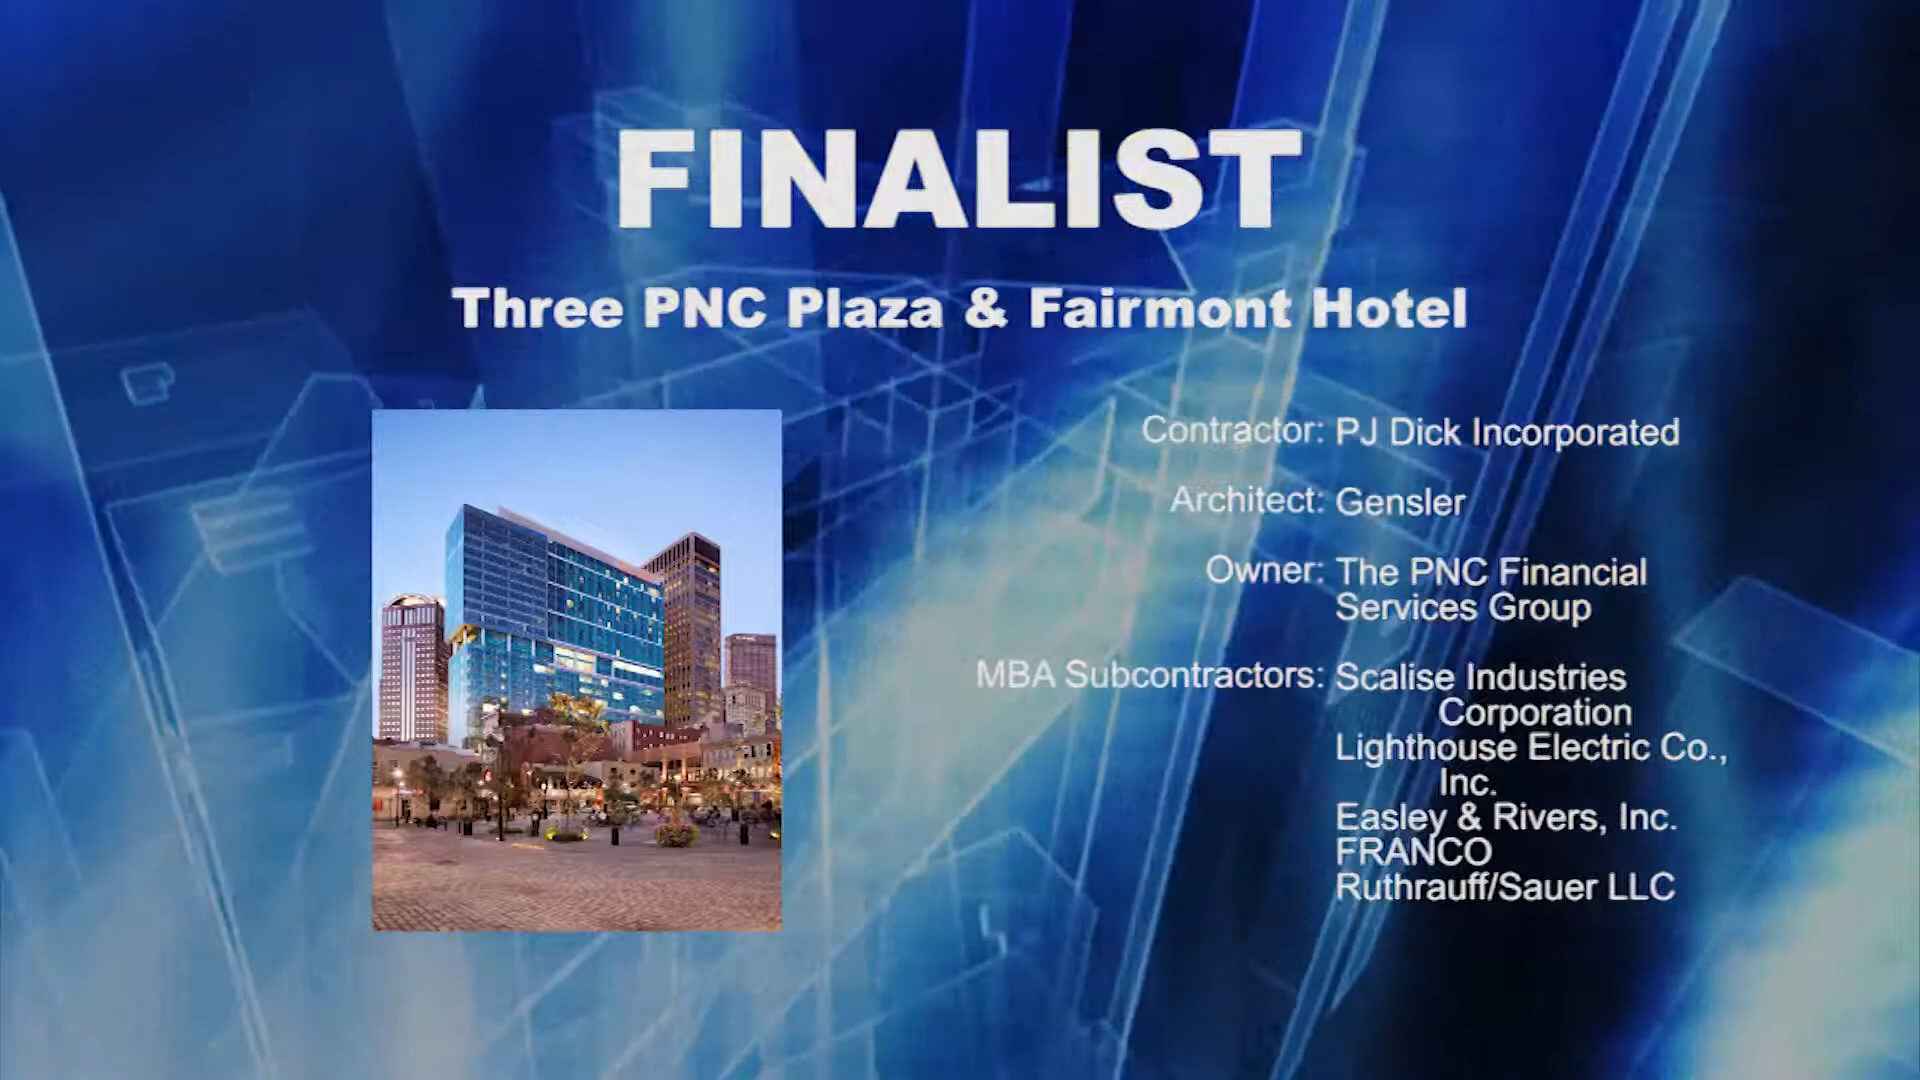 FINALIST
Three PNC Plaza & Fairmont Hotel
Contractor: PJ Dick Incorporated
Architect: Gensler
Owner: The PNC Financial
Services Group
MBA Subcontractors: Scalise Industries
Corporation
Lighthouse Electric Co.,
Inc.
Easley & Rivers, Inc.
FRANCO
Ruthrauff/Sauer LLC